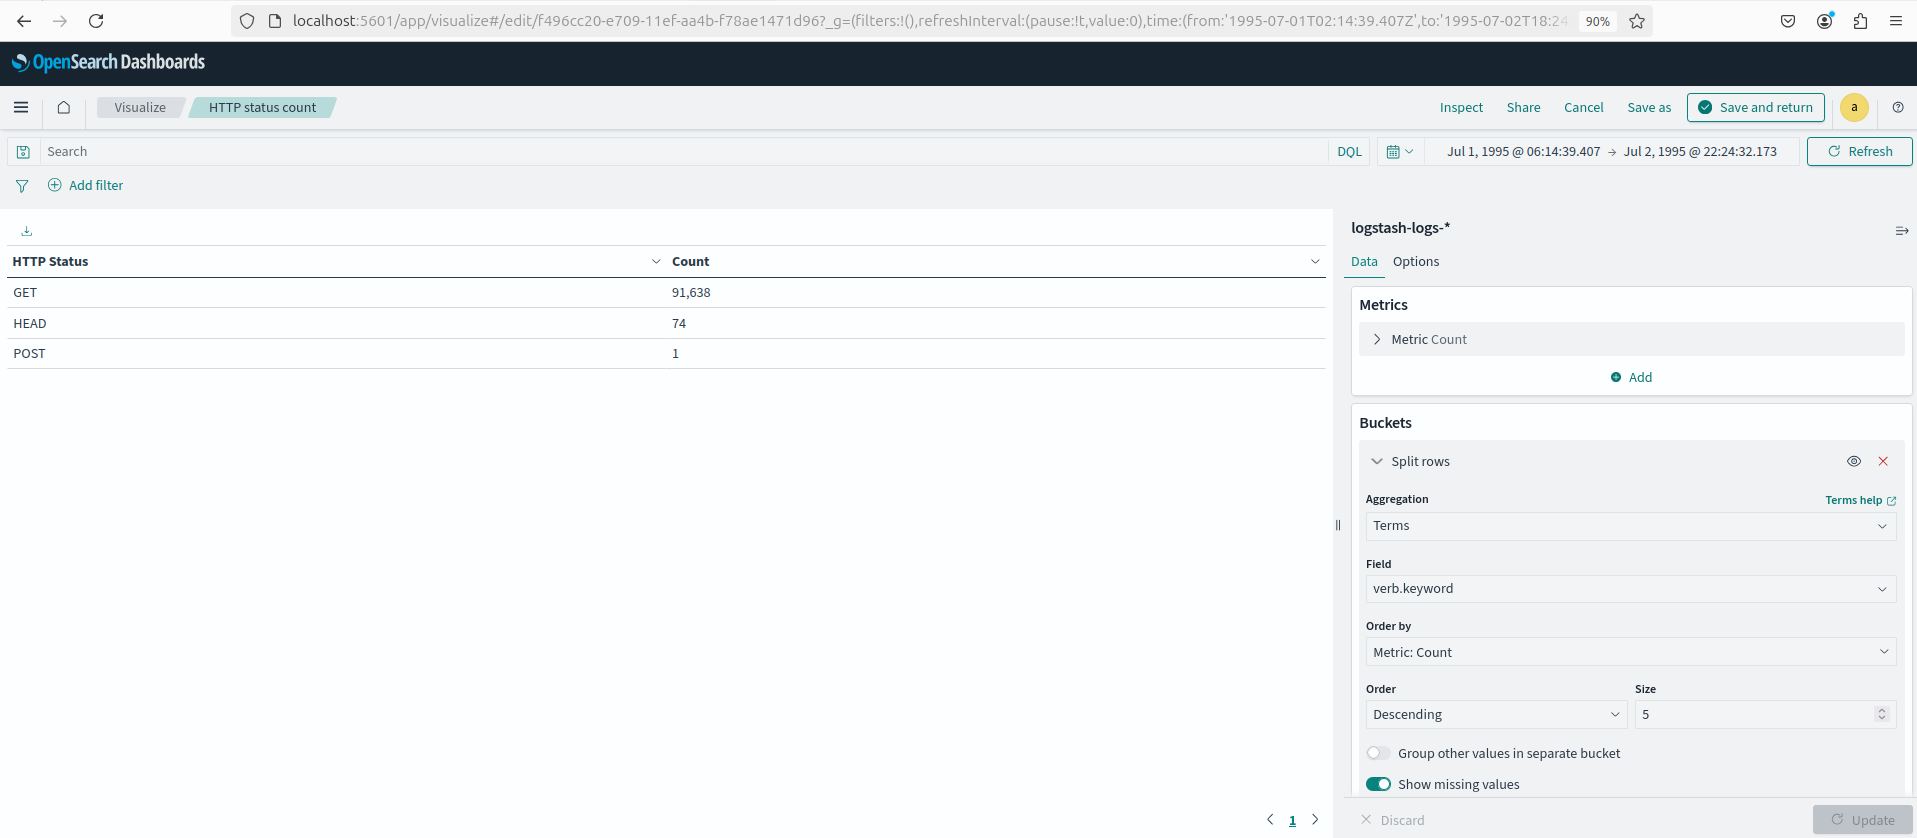 localhost:5601/app/visualize#/edit/f496cc20-e709-11ef-aa4b-f78ae1471d96?_g=(filters:!(),refreshInterval:(pause:!t,value:0),time:(from:'1995-07-01T02:14:39.407Z',to:'1995-07-02T18:24
90%
OpenSearch Dashboards
Visualize
HTTP status count
Inspect
Share
Cancel
Save as
Save and return
a
Search
DQL
Jul 1, 1995 @ 06:14:39.407 → Jul 2, 1995 @ 22:24:32.173
Refresh
Add filter
HTTP Status
Count
GET
91,638
HEAD
74
POST
1
1
logstash-logs-*
Data
Options
Metrics
Metric Count
Add
Buckets
Split rows
Aggregation
Terms help
Terms
Field
verb.keyword
Order by
Metric: Count
Order
Size
Descending
5
Group other values in separate bucket
Show missing values
Discard
Update